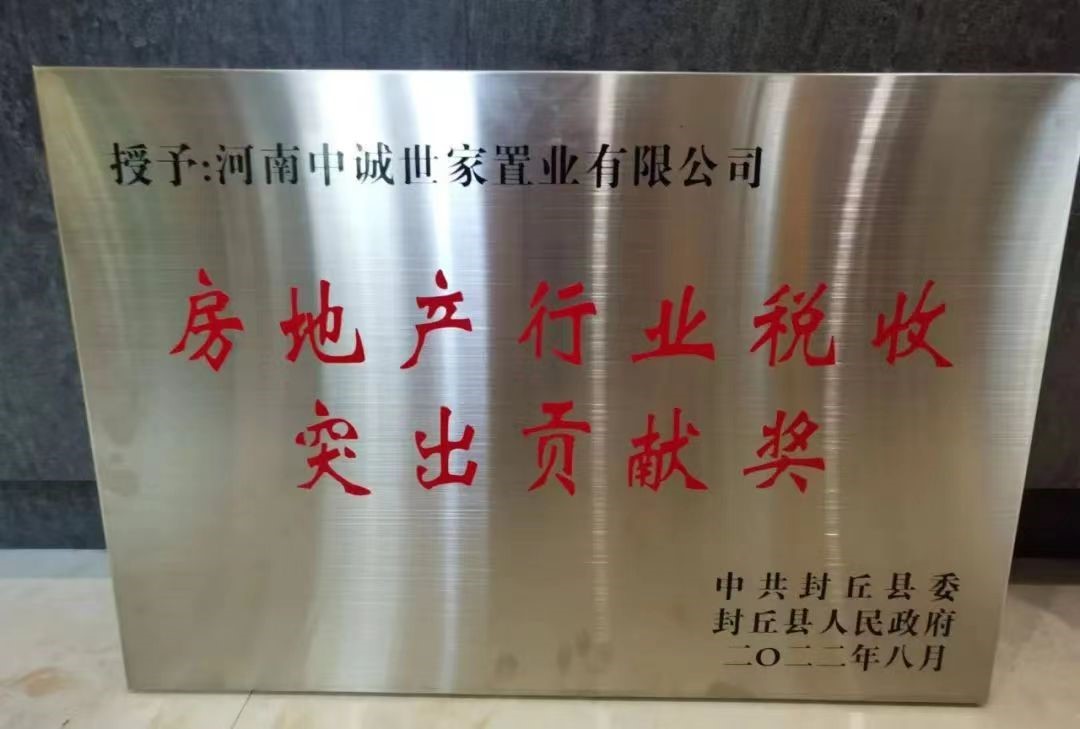 授予:河南中诚世家置业有限公司
房地产行业税收
突出贡献奖
中共封丘县委
封丘县人民政府
二〇二二年八月